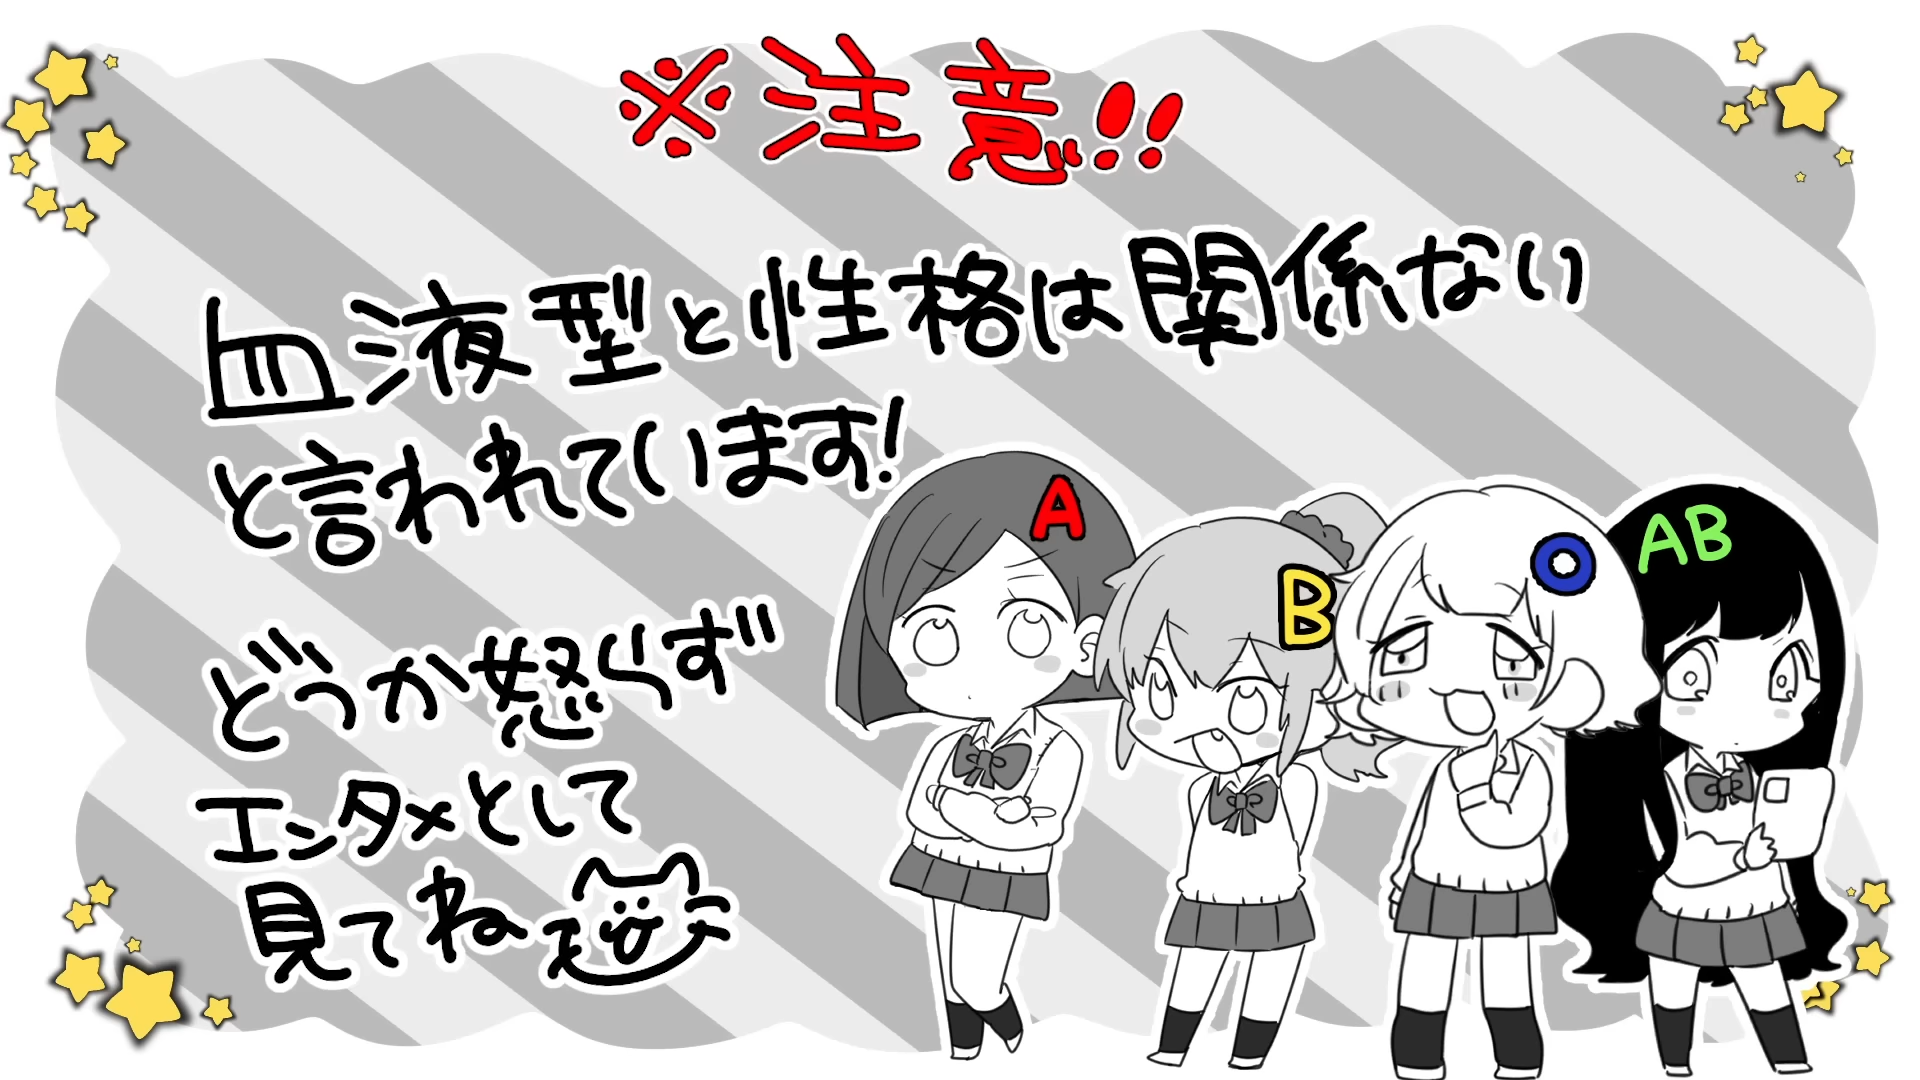 ※注意!!
血液型と性格は関係ない
と言われています!
どうか怒らず
エンタメとして
見てね
A
B
O
AB